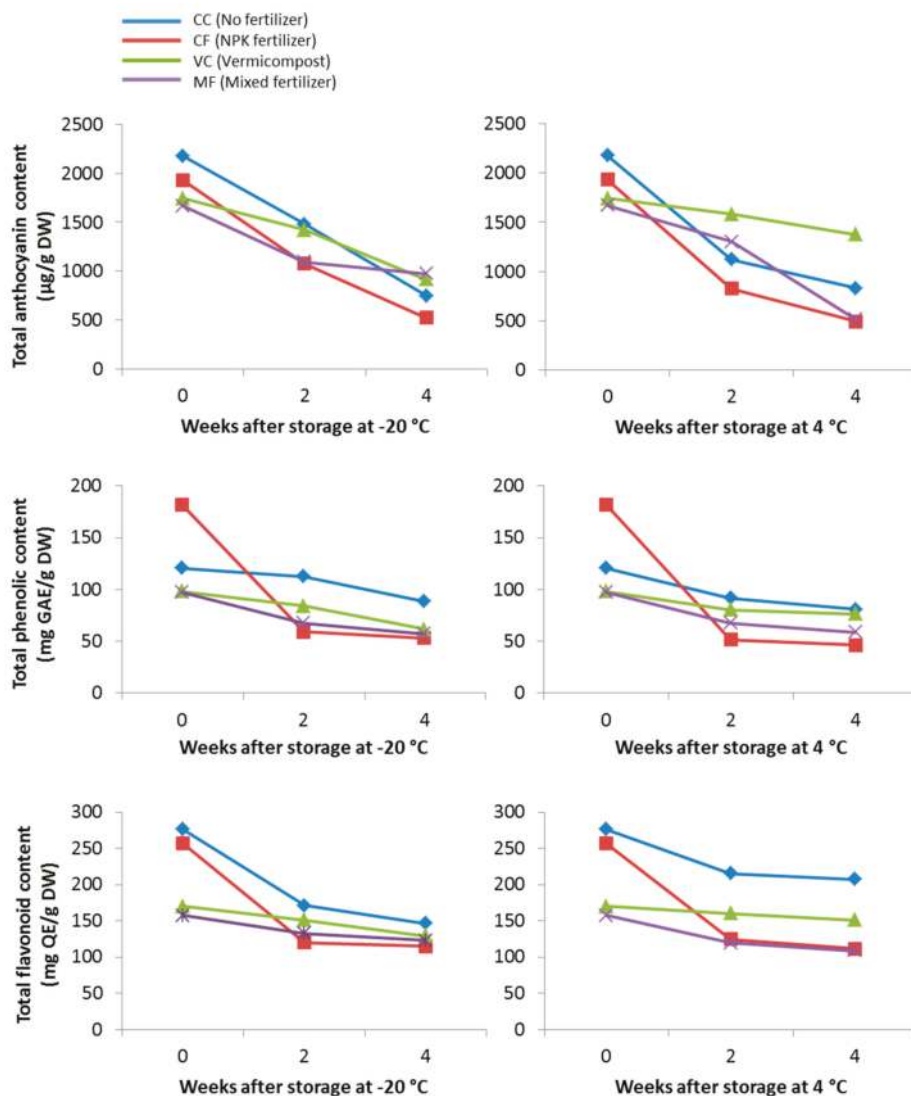 CC (No fertilizer)
CF (NPK fertilizer)
VC (Vermicompost)
MF (Mixed fertilizer)
Total anthocyanin content
(µg/g DW)
2500
2000
1500
1000
500
0
0 2 4
Weeks after storage at -20 °C
2500
2000
1500
1000
500
0
0 2 4
Weeks after storage at 4 °C
Total phenolic content
(mg GAE/g DW)
200
150
100
50
0
0 2 4
Weeks after storage at -20 °C
200
150
100
50
0
0 2 4
Weeks after storage at 4 °C
Total flavonoid content
(mg QE/g DW)
300
250
200
150
100
50
0
0 2 4
Weeks after storage at -20 °C
300
250
200
150
100
50
0
0 2 4
Weeks after storage at 4 °C